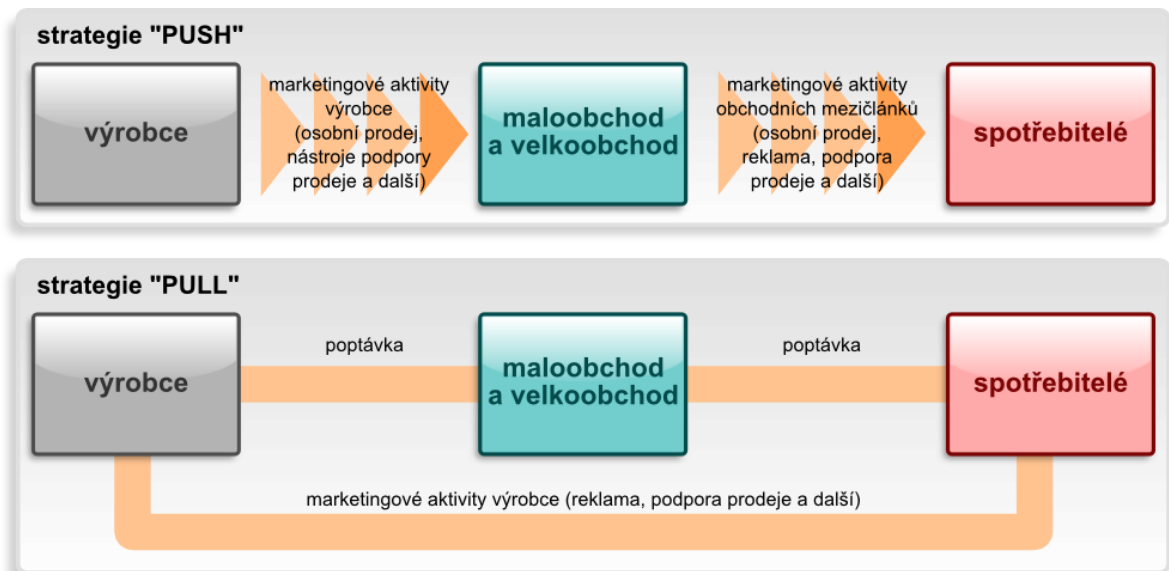 strategie "PUSH"
výrobce
marketingové aktivity
výrobce
(osobní prodej,
nástroje podpory
prodeje a další)
maloobchod
a velkoobchod
marketingové aktivity
obchodních mezičlánků
(osobní prodej,
reklama, podpora
prodeje a další)
spotřebitelé
strategie "PULL"
výrobce
poptávka
maloobchod
a velkoobchod
poptávka
spotřebitelé
marketingové aktivity výrobce (reklama, podpora prodeje a další)